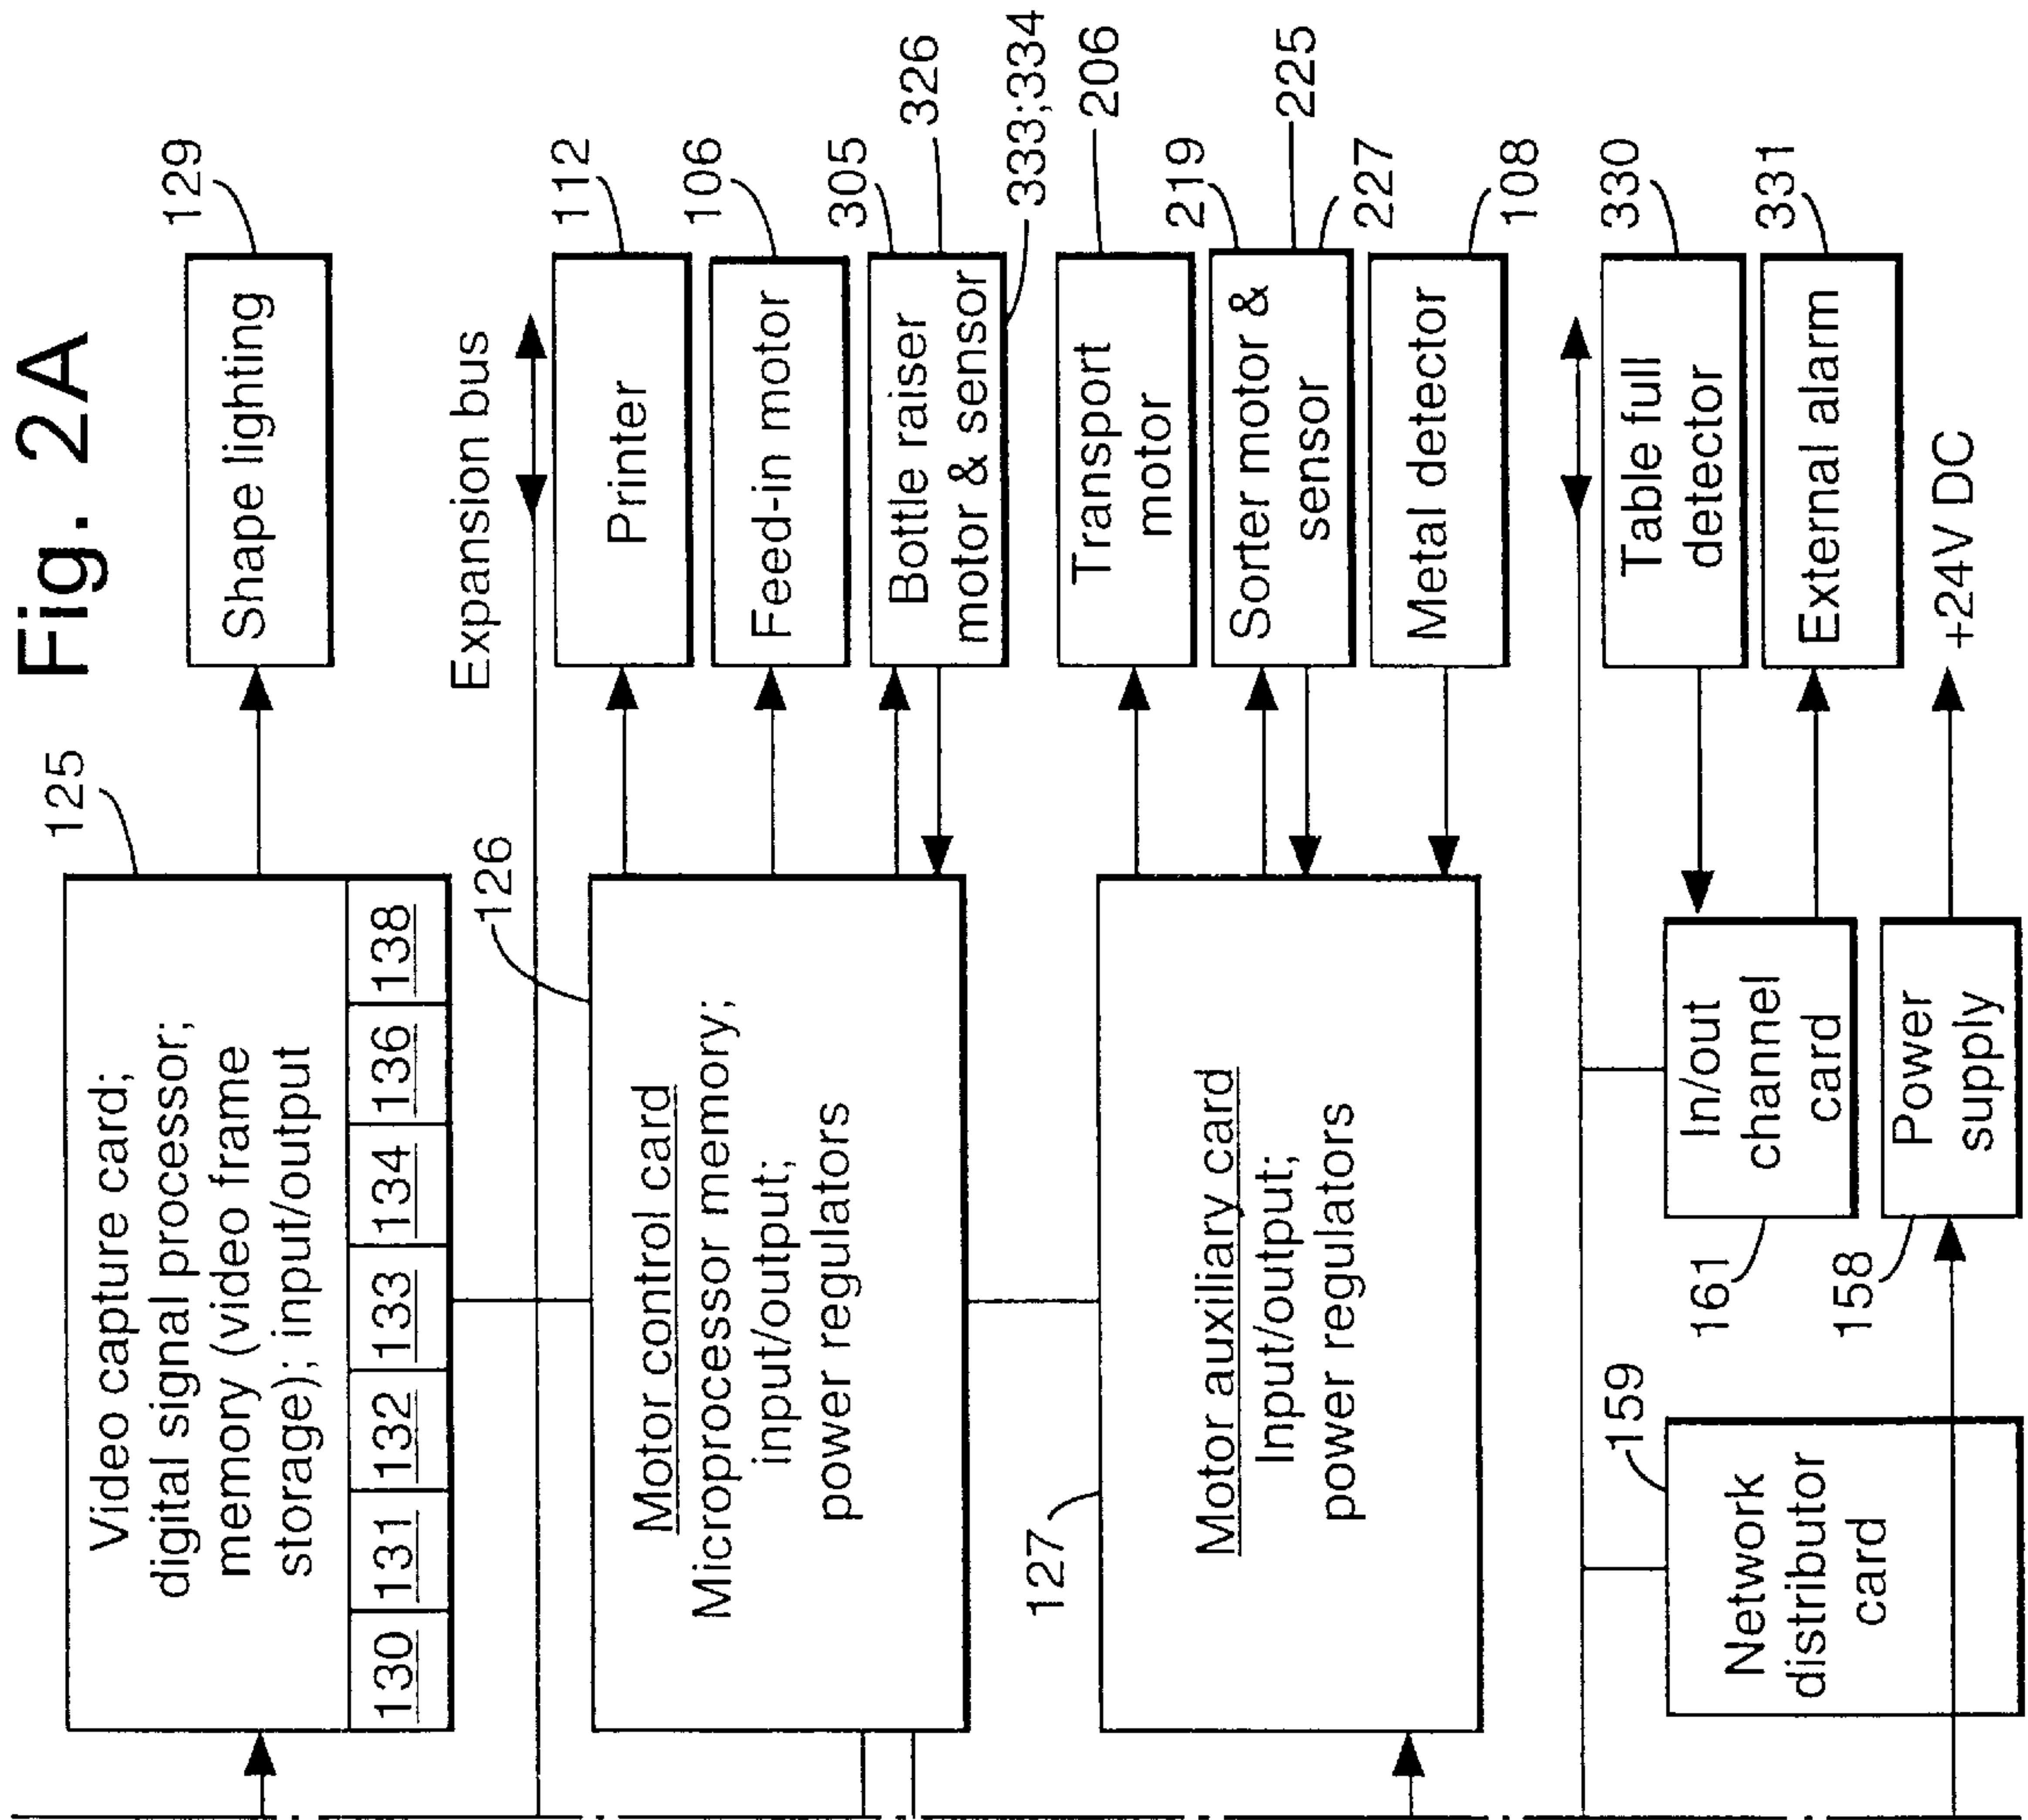 Fig. 2A
125
129
Video capture card;
digital signal processor;
memory (video frame
storage); input/output
130
131
132
133
134
136
138
Shape lighting
Expansion bus
126
Motor control card
Microprocessor memory;
input/output;
power regulators
Printer
112
Feed-in motor
106
Bottle raiser
motor & sensor
305
326
333;334
127
Motor auxiliary card
Input/output;
power regulators
Transport
motor
206
Sorter motor &
sensor
219
225
227
Metal detector
108
159
Network
distributor
card
161
In/out
channel
card
158
Power
supply
Table full
detector
330
External alarm
331
+24V DC